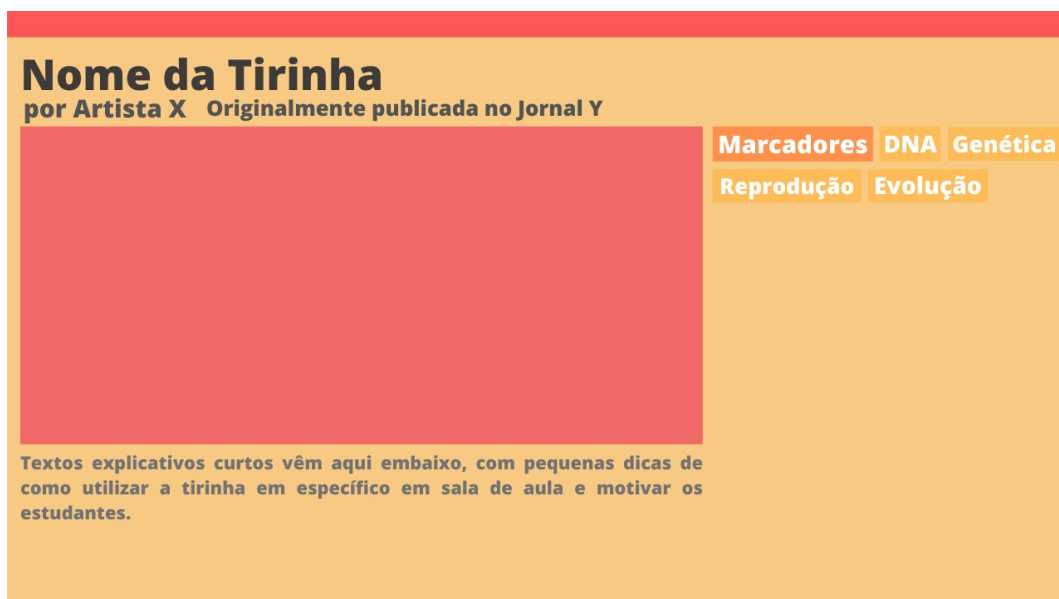 Nome da Tirinha
por Artista X Originalmente publicada no Jornal Y
Marcadores DNA Genética
Reprodução Evolução
Textos explicativos curtos vêm aqui embaixo, com pequenas dicas de
como utilizar a tirinha em específico em sala de aula e motivar os
estudantes.